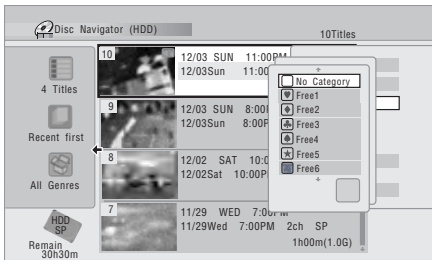 Disc Navigator (HDD)
10Titles
4 Titles
Recent first
All Genres
HDD
SP
Remain
30h30m
10
12/03 SUN 11:00PM
12/03Sun 11:00
9
12/03 SUN 8:00
12/03Sun 8:00P
8
12/02 SAT 10:0
12/02Sat 10:00P
7
11/29 WED 7:00PM
11/29Wed 7:00PM 2ch SP
1h00m(1.0G)
No Category
Free1
Free2
Free3
Free4
Free5
Free6